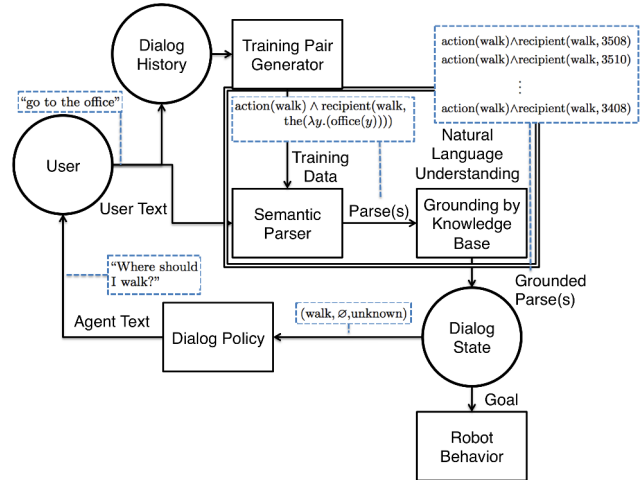 Dialog
History
Training Pair
Generator
action(walk)∧recipient(walk, 3508)
action(walk)∧recipient(walk, 3510)
⋮
action(walk)∧recipient(walk, 3408)
“go to the office”
action(walk) ∧ recipient(walk,
the(λy.(office(y))))
Natural
Language
Understanding
User
Training
Data
User Text
Semantic
Parser
Parse(s)
Grounding by
Knowledge
Base
“Where should
I walk?”
Grounded
Parse(s)
Agent Text
Dialog Policy
(walk, ∅,unknown)
Dialog
State
Goal
Robot
Behavior